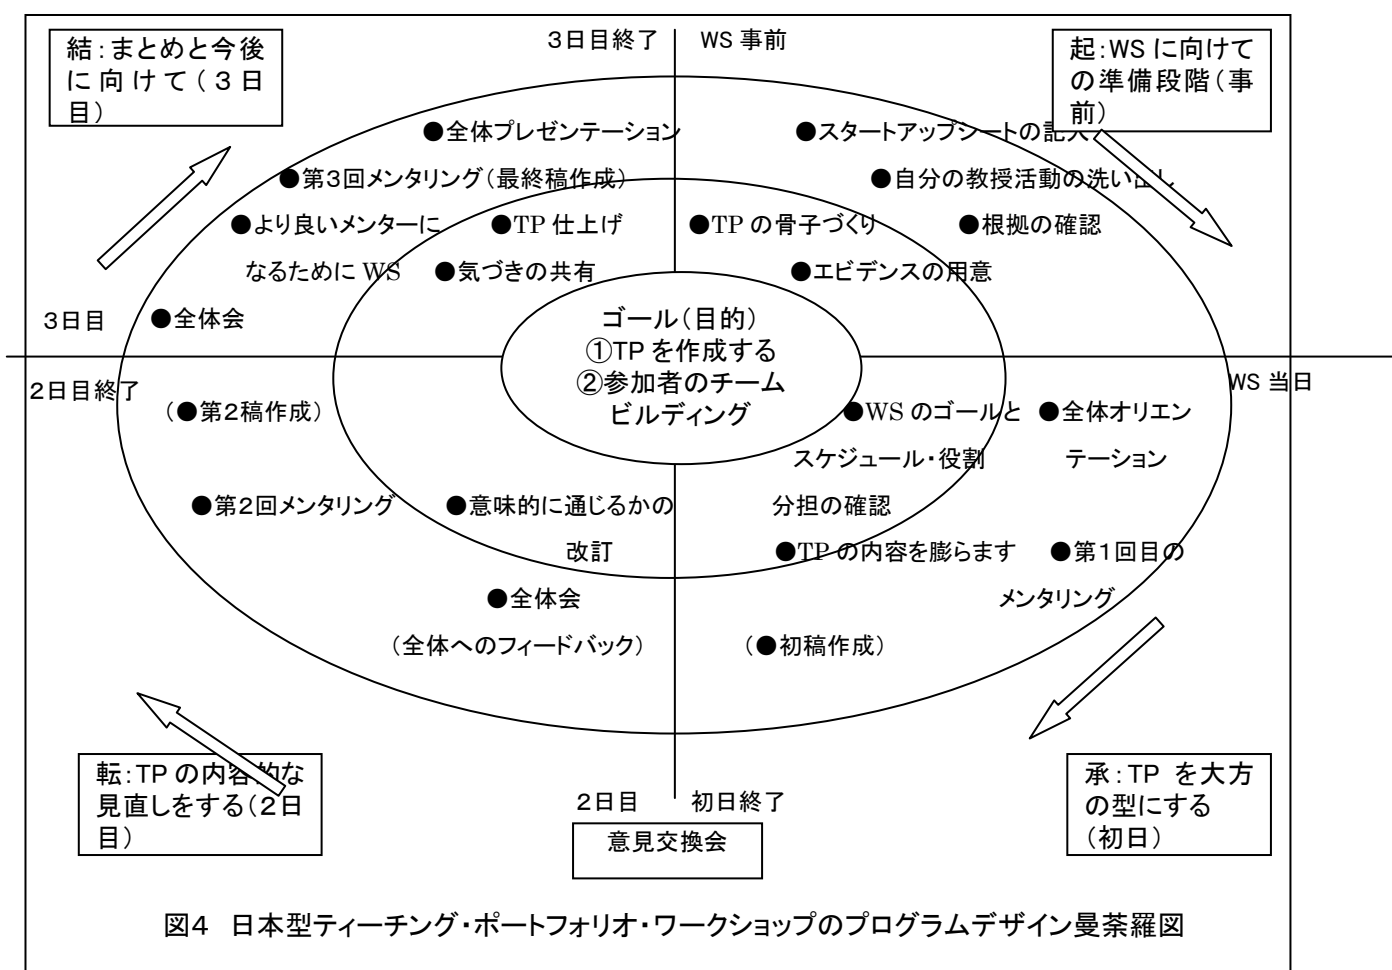 結：まとめと今後
に向けて（３日
目）
３日目終了
WS 事前
起：WS に向けて
の準備段階（事
前）
●全体プレゼンテーション
●スタートアップシートの記入
●第３回メンタリング（最終稿作成）
●自分の教授活動の洗い出し
●より良いメンターに
なるために WS
●TP 仕上げ
●TP の骨子づくり
●根拠の確認
●気づきの共有
●エビデンスの用意
３日目
●全体会
ゴール（目的）
①TP を作成する
②参加者のチーム
ビルディング
２日目終了
WS 当日
（●第２稿作成）
●WS のゴールと
スケジュール・役割
分担の確認
●全体オリエン
テーション
●第２回メンタリング
●意味的に通じるかの
改訂
●TP の内容を膨らます
●第１回目の
メンタリング
●全体会
（全体へのフィードバック）
（●初稿作成）
転：TP の内容的な
見直しをする（２日
目）
２日目
初日終了
承：TP を大方
の型にする
（初日）
意見交換会
図４ 日本型ティーチング・ポートフォリオ・ワークショップのプログラムデザイン曼荼羅図